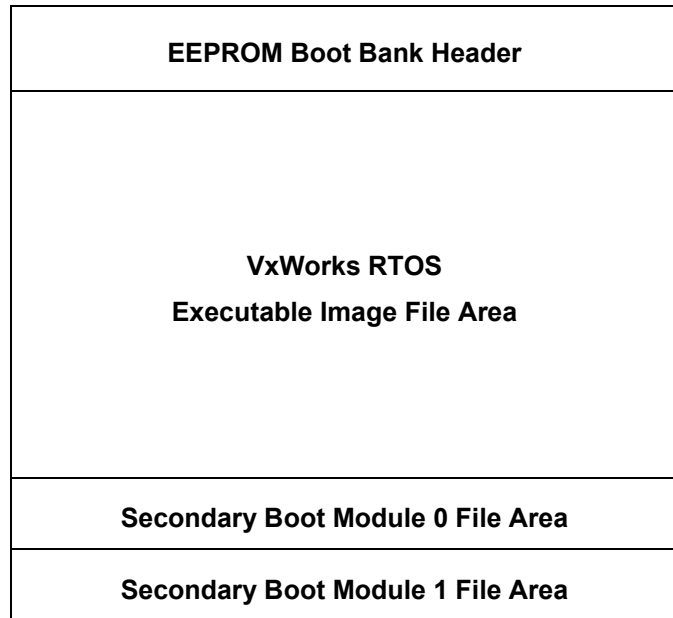 EEPROM Boot Bank Header
VxWorks RTOS
Executable Image File Area
Secondary Boot Module 0 File Area
Secondary Boot Module 1 File Area